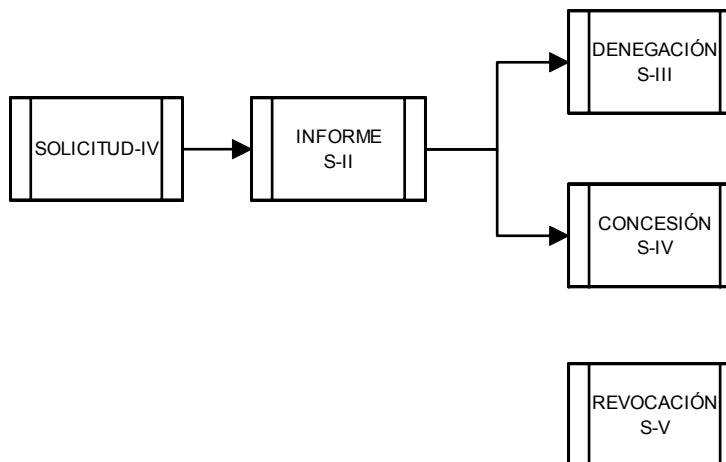 DENEGACIÓN
S-III
SOLICITUD-IV
INFORME
S-II
CONCESIÓN
S-IV
REVOCACIÓN
S-V